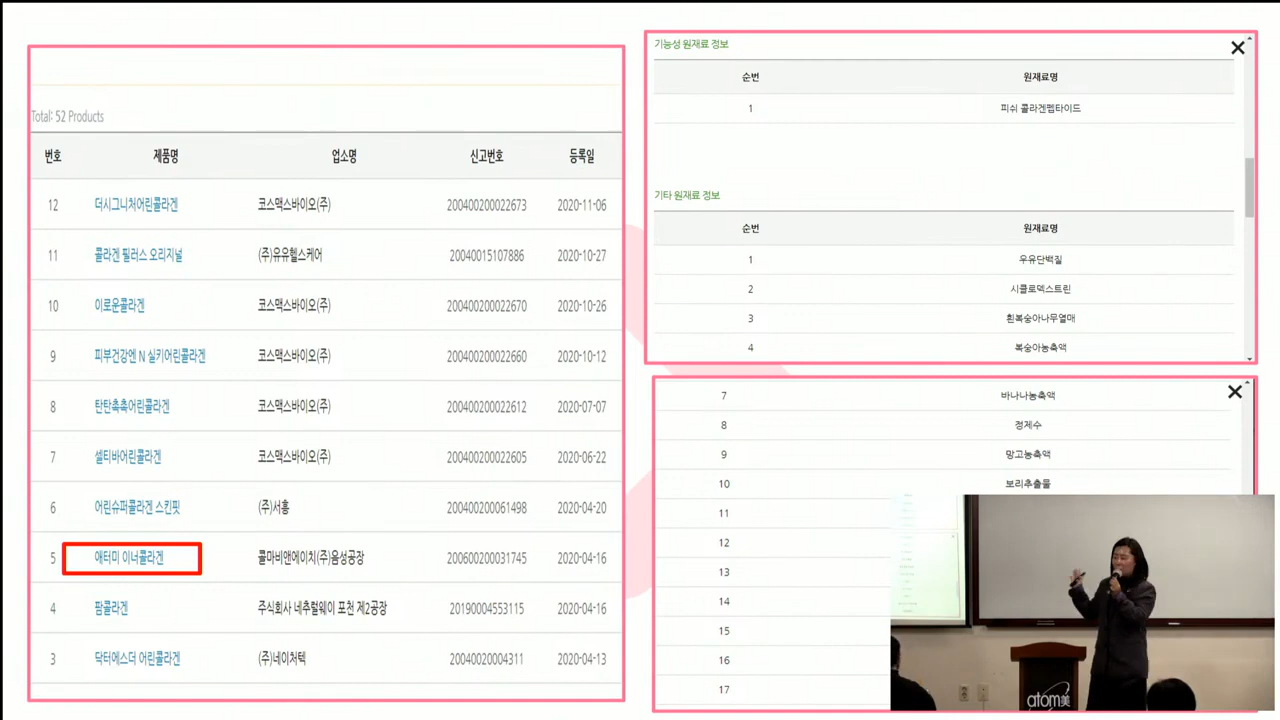 Total: 52 Products
번호 제품명 업소명 신고번호 등록일
12 더시그니처어린콜라겐 코스맥스바이오(주) 200400200022673 2020-11-06
11 콜라겐 필러스 오리지널 (주)유유헬스케어 20040015107886 2020-10-27
10 이로운콜라겐 코스맥스바이오(주) 200400200022670 2020-10-26
9 피부건강엔 N 실키어린콜라겐 코스맥스바이오(주) 200400200022660 2020-10-12
8 탄탄촉촉어린콜라겐 코스맥스바이오(주) 200400200022612 2020-07-07
7 셀티바어린콜라겐 코스맥스바이오(주) 200400200022605 2020-06-22
6 어린슈퍼콜라겐 스킨핏 (주)서흥 200400200061498 2020-04-20
5 애터미 이너콜라겐 콜마비앤에이치(주)음성공장 200600200031745 2020-04-16
4 팜콜라겐 주식회사 네추럴웨이 포천 제2공장 20190004553115 2020-04-16
3 닥터에스더 어린콜라겐 (주)네이처텍 20040020004311 2020-04-13
기능성 원재료 정보
순번 원재료명
1 피쉬 콜라겐펩타이드
기타 원재료 정보
순번 원재료명
1 우유단백질
2 시클로덱스트린
3 흰복숭아나무열매
4 복숭아농축액
7 바나나농축액
8 정제수
9 망고농축액
10 보리추출물
11
12
13
14
15
16
17
atom美